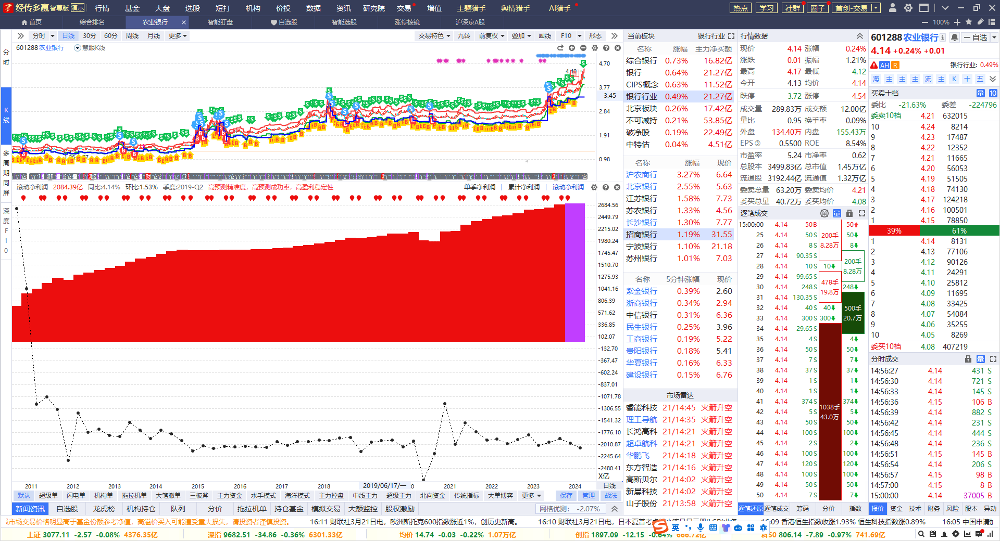 经传多赢 智尊版 演示 行情 基金 大盘 选股 短打 机构 价投 数据 资讯 研究院 交易 增值 主题猎手 舆情猎手 AI猎手 热点 学习 社群 圈子 首创-交易
首页 综合排名 农业银行 × 智能盯盘 自选股 智能选股 涨停棱镜 沪深京A股 100%
分时 日线 30分 60分 周线 月线 更多 交易特色 九转 前复权 叠加 画线 F10 形态
601288 农业银行 慧眼K线
分时
K线
多周期同屏
深度F10
4.70
3.77
3.45
2.84
1.91
0.98
4.40
滚动净利润 2084.39亿 同比:4.14% 环比:1.53% 季度:2019-Q2 高预测精准度，高预测成功率，高盈利稳定性 单季净利润 | 累计净利润 | 滚动净利润
2684.56
2449.79
2215.02
1980.24
1745.47
1510.70
1275.93
1041.16
806.39
571.62
336.85
102.07
-132.70
-367.47
-602.24
-837.01
-1071.78
-1306.55
-1541.32
-1776.10
-2010.87
-2245.64
-2480.41
X亿
2011 2012 2013 2014 2015 2016 2017 2018 2019/06/17/一 0 2021 2022 2023 2024 日线
默认 超级单 闪电单 机构单 拖拉机单 大笔撤单 三板斧 主力资金 水手模式 海洋模式 主力控盘 中线主力 超级主力 北向资金 传统指标 大单博弈 更多 保存 管理 战法
新闻资讯 自选股 龙虎榜 机构持仓 队列 分价 拖拉机单 持仓基金 模拟交易 大额监控 股权激励 网格优测: -2.07%
当前板块 银行行业
名称 涨幅 主力净买额
综合银行 0.73% 16.82亿
银行 0.64% 21.27亿
CIPS概念 0.63% 11.52亿
银行行业 0.49% 21.27亿
北京板块 0.26% 17.42亿
不可减持 0.21% 53.85亿
破净股 0.19% 22.49亿
中特估 0.04% 4.51亿
名称 涨幅 现价
沪农商行 3.27% 6.64
北京银行 2.55% 5.63
江苏银行 1.58% 7.73
苏农银行 1.33% 4.56
长沙银行 1.30% 7.77
招商银行 1.19% 31.55
宁波银行 1.10% 21.18
苏州银行 1.01% 7.03
名称 5分钟涨幅 现价
紫金银行 0.39% 2.60
浙商银行 0.34% 2.94
中信银行 0.31% 6.36
民生银行 0.25% 3.96
工商银行 0.19% 5.22
贵阳银行 0.18% 5.41
华夏银行 0.16% 6.33
建设银行 0.15% 6.76
市场雷达
睿能科技 21/14:45 火箭升空
理工导航 21/14:35 火箭升空
长鸿高科 21/14:21 火箭升空
超卓航科 21/14:21 火箭升空
华鹏飞 21/14:18 火箭升空
东方智造 21/14:16 火箭升空
高斯贝尔 21/14:02 火箭升空
新晨科技 21/14:02 火箭升空
山子股份 21/13:58 火箭升空
行情数据
现价 4.14 涨幅 0.24%
涨跌 0.01 振幅 1.21%
最高 4.17 最低 4.12
今开 4.13 均价 4.14
跌停 3.72 涨停 4.54
成交量 289.83万 成交额 12.00亿
量比 0.95 换手率 0.09%
外盘 134.40万 内盘 155.43万
EPS③ 0.5500 ROE 8.54%
市盈率 5.24 市净率 0.62
总股本 3499.83亿 总市值 1.45万亿
流通股 3192.44亿 流通值 1.32万亿
委卖总量 63.20万 委卖均价 4.21
委买总量 40.72万 委买均价 4.08
逐笔成交 单 量
15:00:00 4.14 50 B 50
25 4.14 50 S 50
26 4.14 8 S 8
27 4.14 90.35 S
28 4.14 10 S 10
29 4.14 99.65 S
30 4.14 248 S 248
31 4.14 130.35 S
32 4.14 40 S 40
33 4.14 300 S 300
34 4.14 29.65 S
35 4.14 4 S 4
36 4.14 50 S 50
37 4.14 7 S 7
38 4.14 37 S 37
39 4.14 1 S 1
40 4.14 1 S 1
41 4.14 374 S 374
42 4.14 5 S 5
43 4.14 50 S 50
44 4.14 100 S 100
45 4.14 2 S 2
46 4.14 100 S 100
47 4.14 120 S 120
48 4.14 100 S 100
49 4.14 50 S 50
50 4.14 7 S 7
200手
8.28万
200手
8.28万
478手
19.8万
500手
20.7万
1038手
43.0万
逐笔还原 逐笔成交 筹码 分价 指数
601288 农业银行 自选
4.14 +0.24% +0.01
AH R 银行行业: 0.49%
海 主 主 主 流 主 K 十 五
买卖十档 量 10
委比 -21.63% 委差 -224796
委卖10档 4.21 632015
10 4.24 8214
9 4.23 17487
8 4.22 12352
7 4.21 11665
6 4.20 56053
5 4.19 51505
4 4.18 74130
3 4.17 124218
2 4.16 100501
1 4.15 78850
39% 61%
1 4.14 8131
2 4.13 77106
3 4.12 90126
4 4.11 24291
5 4.10 25812
6 4.09 11695
7 4.08 33425
8 4.07 54084
9 4.06 35255
10 4.05 8269
委买10档 4.08 407219
分时成交 量
14:56:27 4.14 431 S
14:56:30 4.14 721 S
14:56:33 4.14 145 S
14:56:36 4.15 106 B
14:56:39 4.14 882 S
14:56:42 4.14 231 S
14:56:45 4.14 444 S
14:56:48 4.14 236 S
14:56:51 4.15 145 B
14:56:54 4.14 206 S
14:56:57 4.15 98 B
14:57:00 4.15 8 B
15:00:00 4.14 37005 B
报价 资金 技术 财务 风险 股本 异动
市场交易价格明显高于基金份额参考净值，高溢价买入可能遭受重大损失，请投资者谨慎投资。 16:11 财联社3月21日电，欧洲斯托克600指数涨近1%，创历史新高。 16:10 财联社3月21日电，日本夏普考 16:09 香港恒生指数收涨1.93% 恒生科技指数涨0.89% 16:05 中国申请加
上证 3077.11 -2.57 -0.08% 4376.35亿 深指 9682.51 -34.86 -0.36% 6301.33亿 均价 14.74 -0.03 -0.22% 1.07万亿 创指 1897.09 -12.15 -0.64% 666.72亿 科50 806.14 -7.89 -0.97% 741.69亿
英